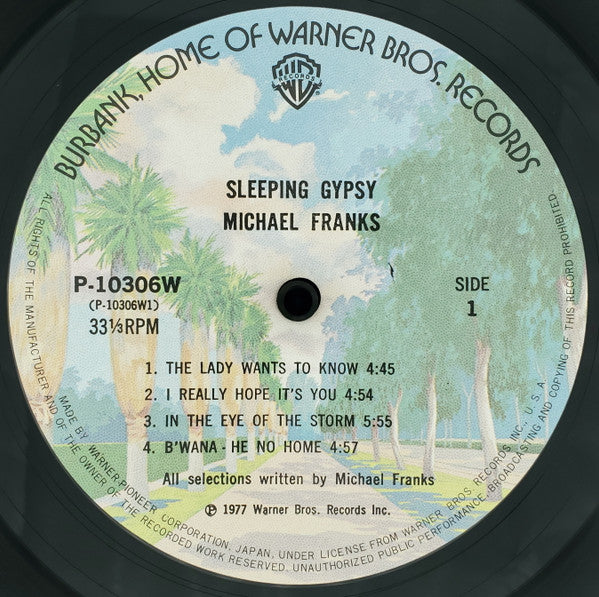 BURBANK, HOME OF WARNER BROS. RECORDS
WB
RECORDS
®
SLEEPING GYPSY
MICHAEL FRANKS
P-10306W
(P-10306W1)
33⅓RPM
SIDE
1
1. THE LADY WANTS TO KNOW 4:45
2. I REALLY HOPE IT'S YOU 4:54
3. IN THE EYE OF THE STORM 5:55
4. B'WANA-HE NO HOME 4:57
All selections written by Michael Franks
℗ 1977 Warner Bros. Records Inc.
MADE BY WARNER-PIONEER CORPORATION, JAPAN, UNDER LICENSE FROM WARNER BROS. RECORDS INC., U.S.A.
ALL RIGHTS OF THE MANUFACTURER AND OF THE OWNER OF THE RECORDED WORK RESERVED. UNAUTHORIZED PUBLIC PERFORMANCE, BROADCASTING AND COPYING OF THIS RECORD PROHIBITED